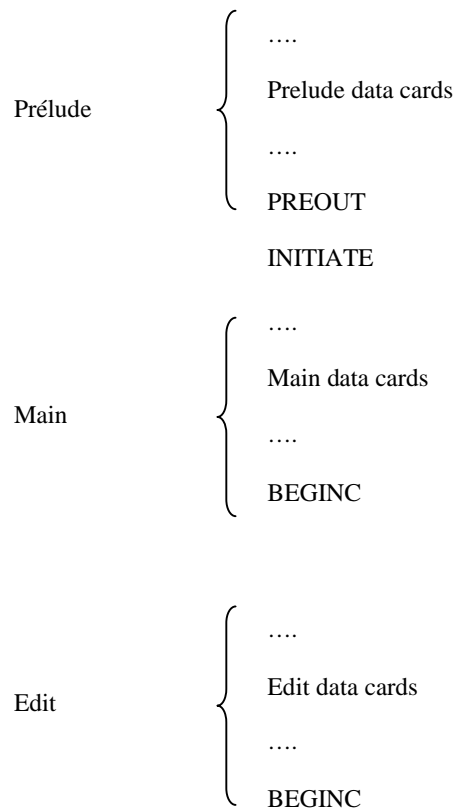 ….
Prelude data cards
Prélude
….
PREOUT
INITIATE
….
Main data cards
Main
….
BEGINC
….
Edit data cards
Edit
….
BEGINC